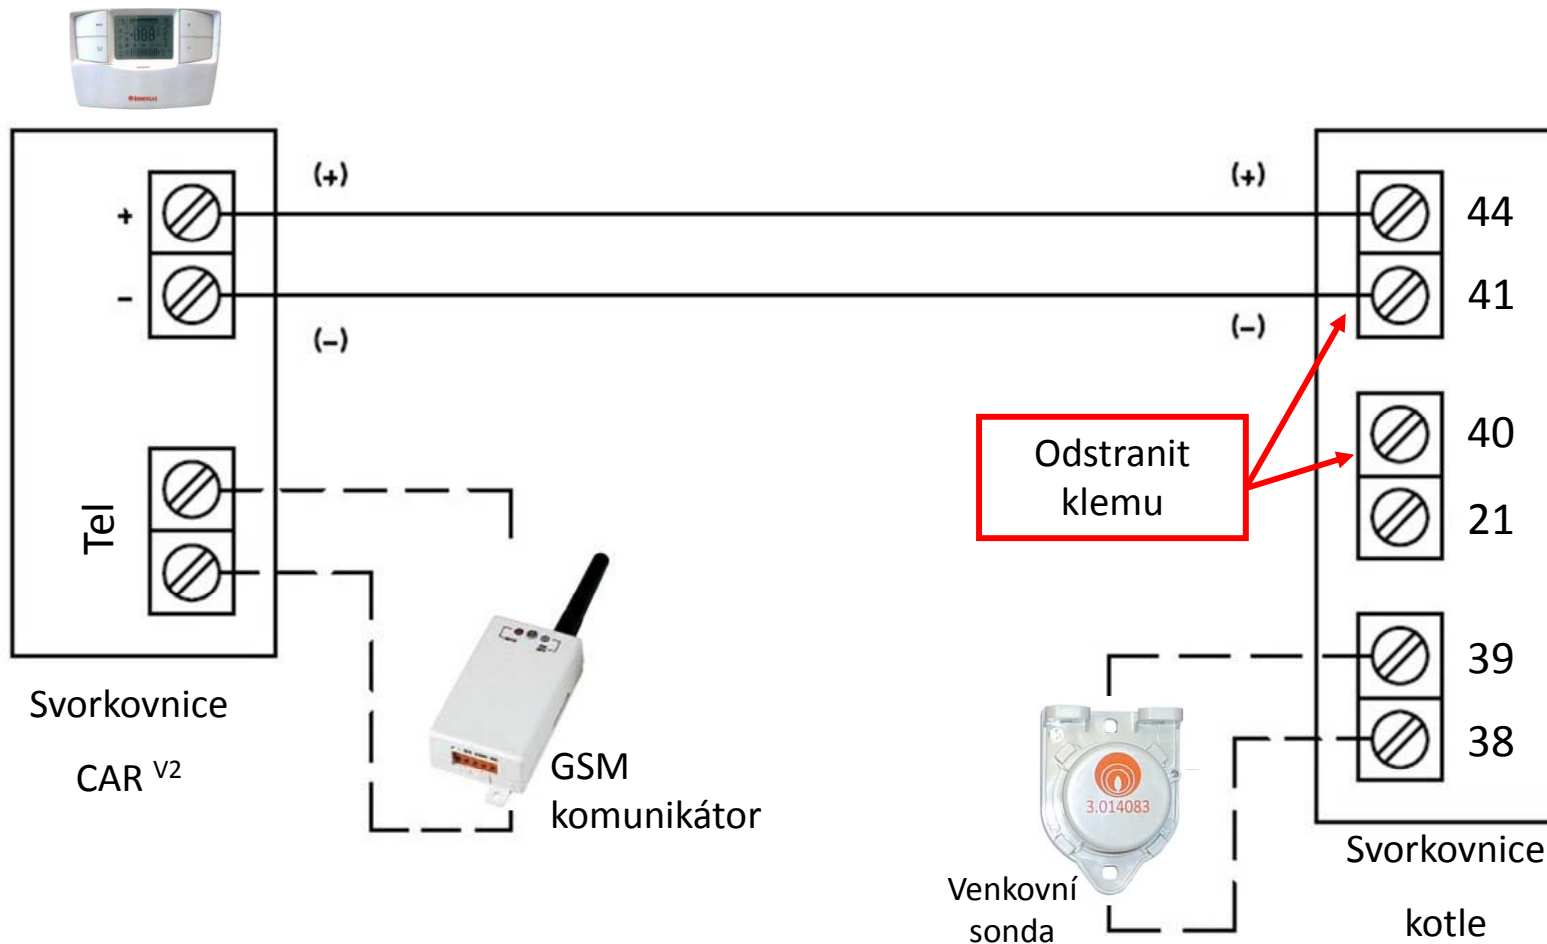 IMMERGAS
(+)
(+)
+
44
−
41
(−)
(−)
Odstranit
klemu
40
21
Tel
39
38
Svorkovnice
CAR V2
GSM
komunikátor
3.014083
Venkovní
sonda
Svorkovnice
kotle